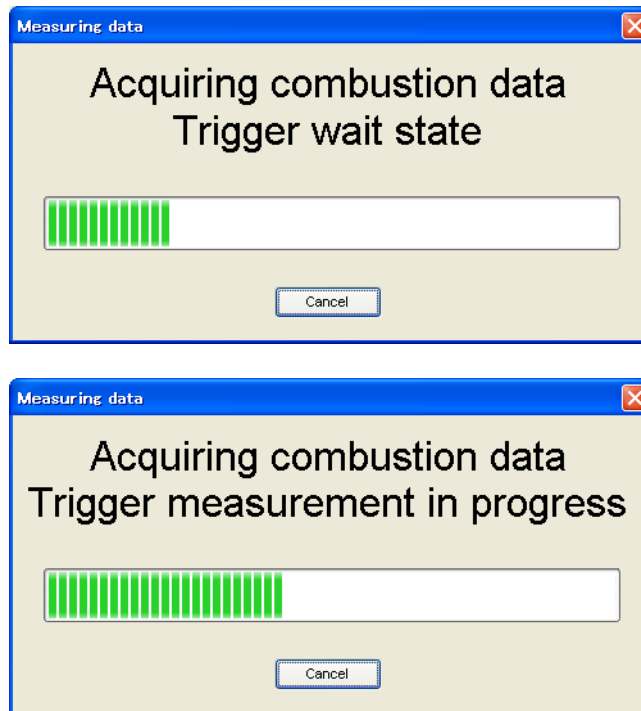 Measuring data
Acquiring combustion data
Trigger wait state
Cancel
Measuring data
Acquiring combustion data
Trigger measurement in progress
Cancel